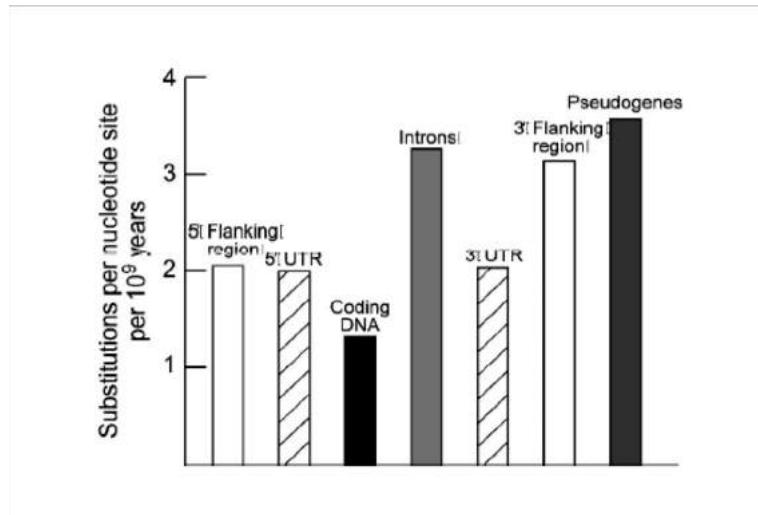 Substitutions per nucleotide site
per 10⁹ years
4
3
2
1
5' Flanking
region
5' UTR
Coding
DNA
Introns
3' UTR
3' Flanking
region
Pseudogenes